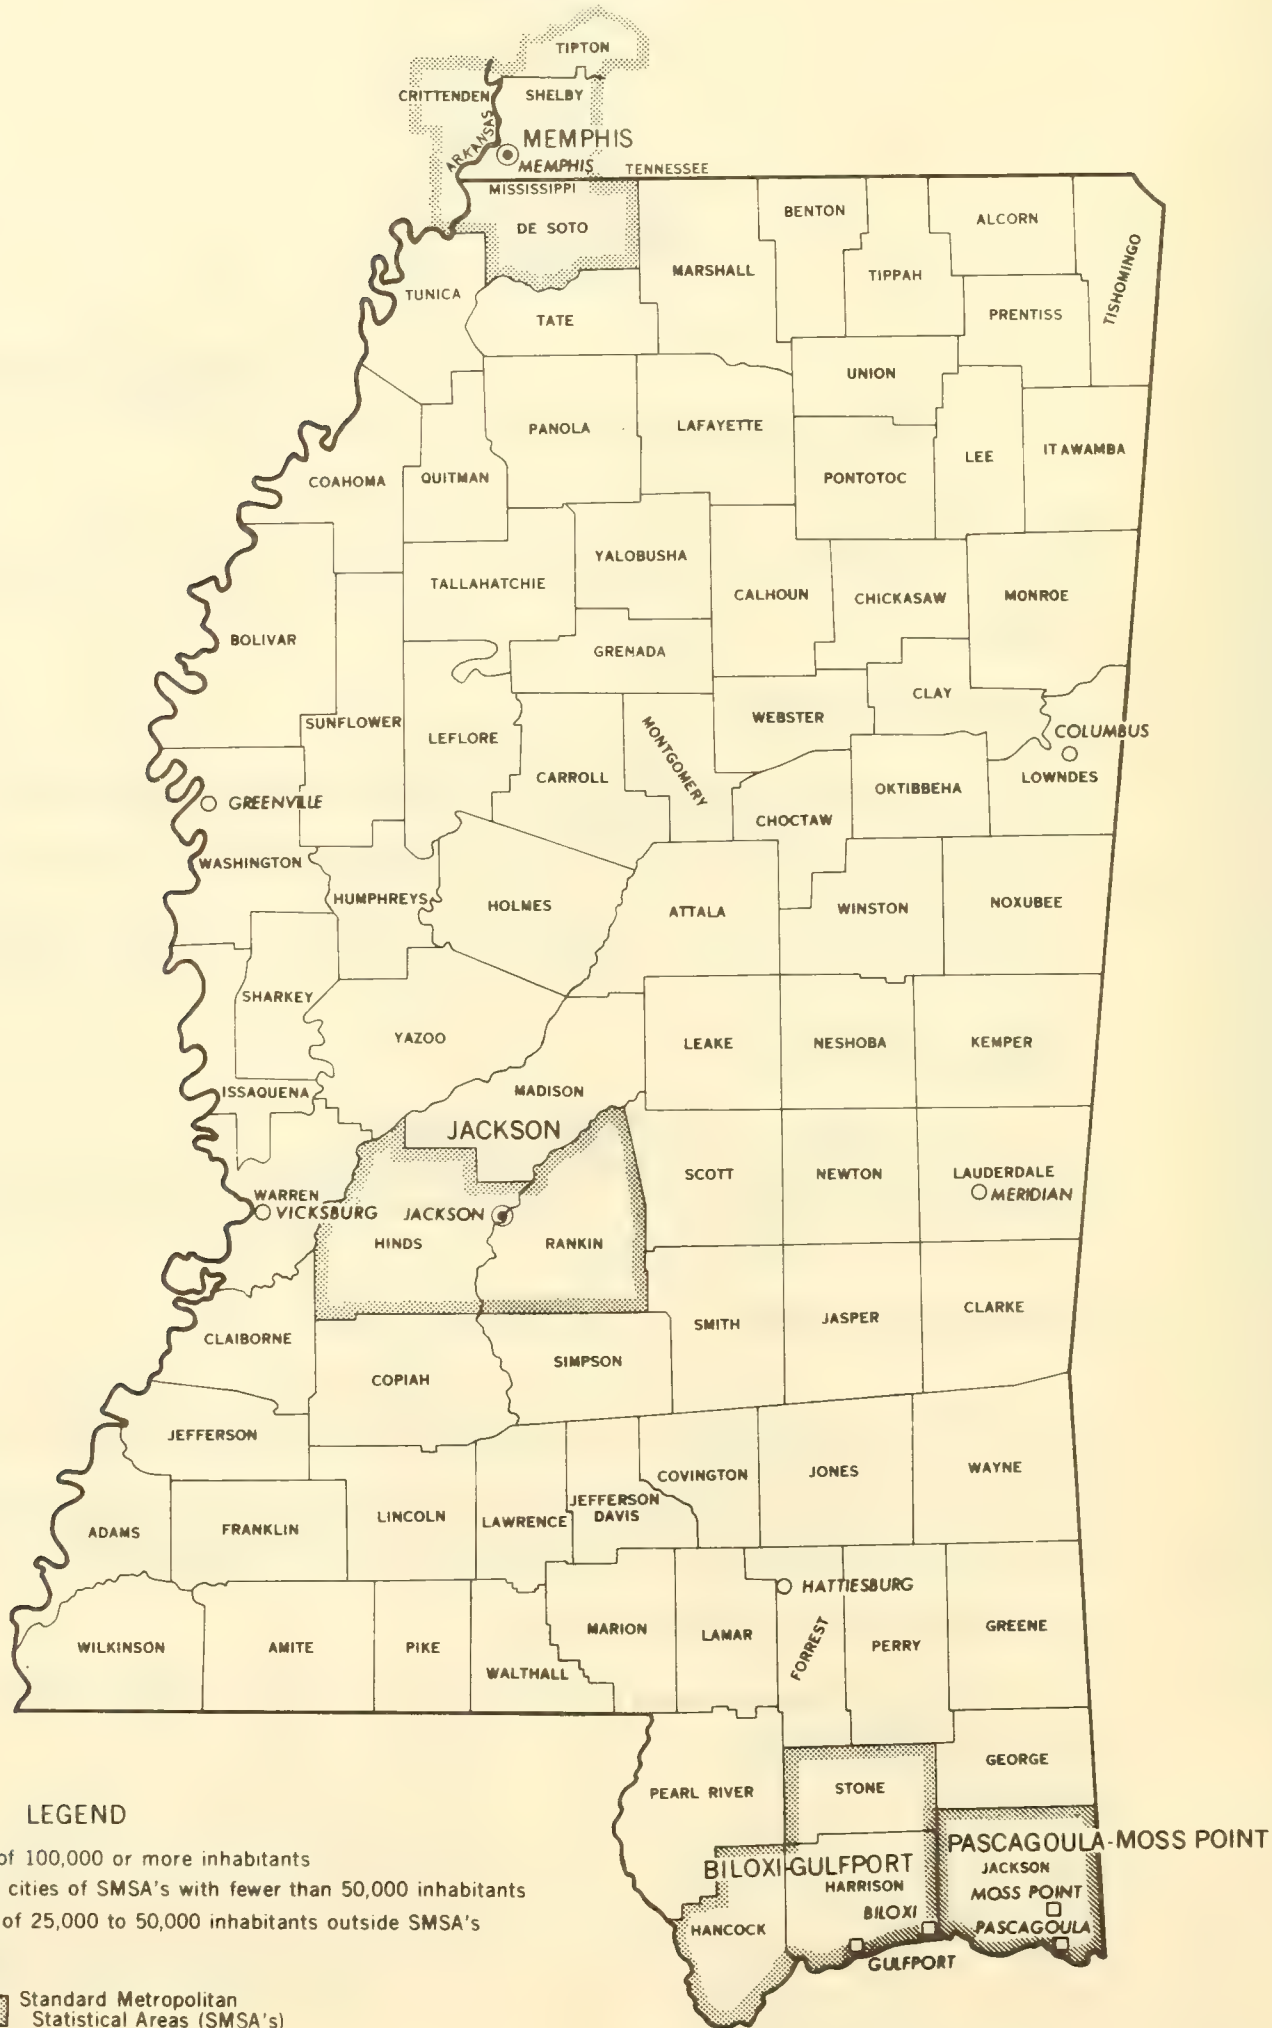 TIPTON
CRITTENDEN
SHELBY
ARKANSAS
MEMPHIS
MEMPHIS
TENNESSEE
MISSISSIPPI
DE SOTO
BENTON
ALCORN
MARSHALL
TIPPAH
TISHOMINGO
TUNICA
TATE
PRENTISS
UNION
PANOLA
LAFAYETTE
LEE
ITAWAMBA
COAHOMA
QUITMAN
PONTOTOC
YALOBUSHA
TALLAHATCHIE
CALHOUN
CHICKASAW
MONROE
BOLIVAR
GRENADA
CLAY
SUNFLOWER
WEBSTER
LEFLORE
MONTGOMERY
COLUMBUS
CARROLL
LOWNDES
OKTIBBEHA
GREENVILLE
CHOCTAW
WASHINGTON
HUMPHREYS
HOLMES
ATTALA
WINSTON
NOXUBEE
SHARKEY
YAZOO
LEAKE
NESHOBA
KEMPER
ISSAQUENA
MADISON
JACKSON
SCOTT
NEWTON
LAUDERDALE
MERIDIAN
WARREN
VICKSBURG
JACKSON
HINDS
RANKIN
CLAIBORNE
SMITH
JASPER
CLARKE
COPIAH
SIMPSON
JEFFERSON
COVINGTON
JONES
WAYNE
ADAMS
FRANKLIN
LINCOLN
LAWRENCE
JEFFERSON
DAVIS
HATTIESBURG
WILKINSON
AMITE
PIKE
WALTHALL
MARION
LAMAR
FORREST
PERRY
GREENE
GEORGE
PEARL RIVER
STONE
BILOXI-GULFPORT
HARRISON
BILOXI
GULFPORT
HANCOCK
PASCAGOULA-MOSS POINT
JACKSON
MOSS POINT
PASCAGOULA
LEGEND
of 100,000 or more inhabitants
cities of SMSA's with fewer than 50,000 inhabitants
of 25,000 to 50,000 inhabitants outside SMSA's
Standard Metropolitan
Statistical Areas (SMSA's)